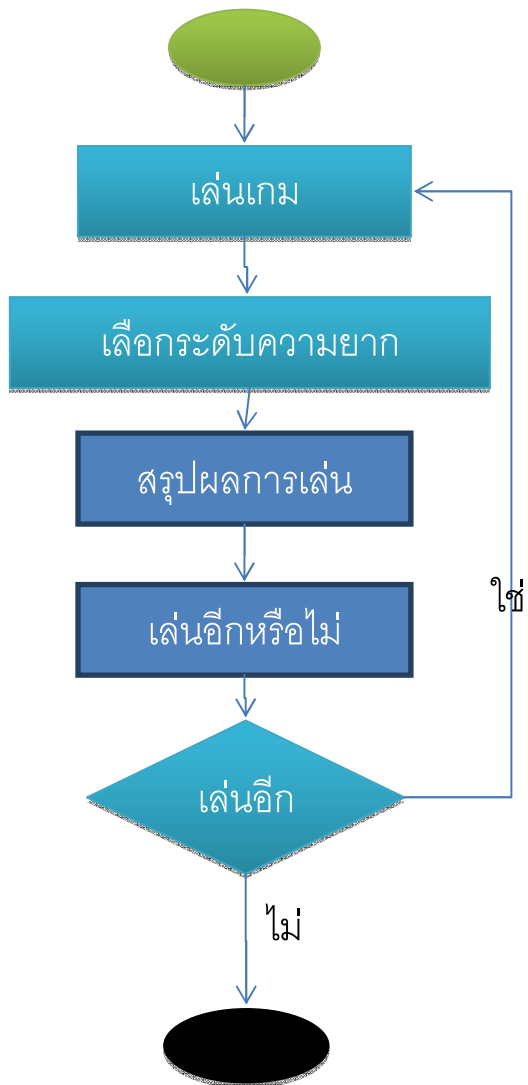 เล่นเกม
เลือกระดับความยาก
สรุปผลการเล่น
เล่นอีกหรือไม่
ใช่
เล่นอีก
ไม่